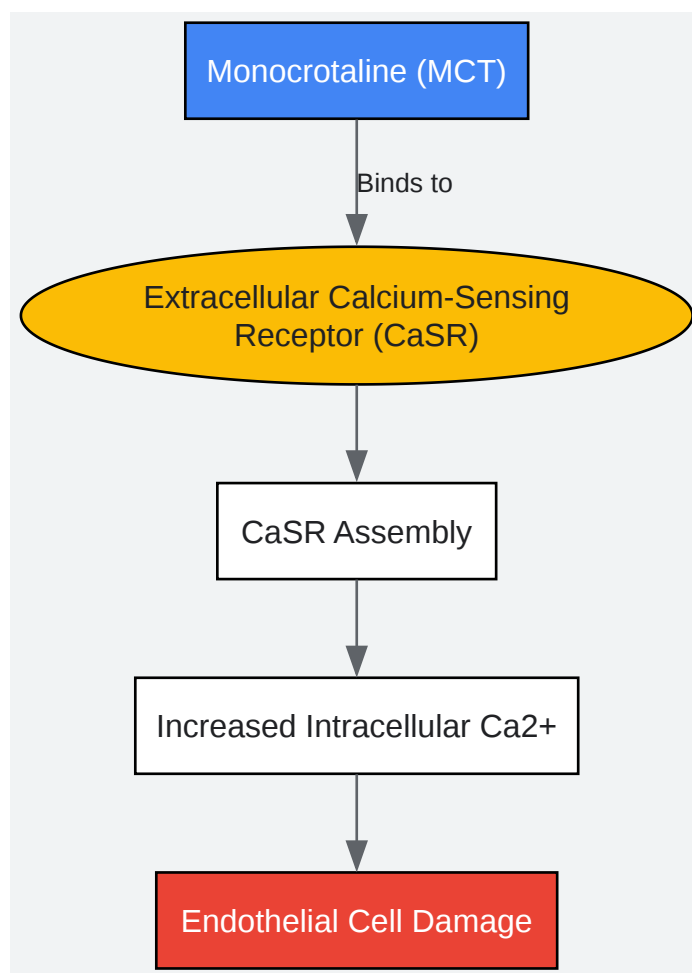 Monocrotaline (MCT)
Binds to
Extracellular Calcium-Sensing
Receptor (CaSR)
CaSR Assembly
Increased Intracellular Ca2+
Endothelial Cell Damage